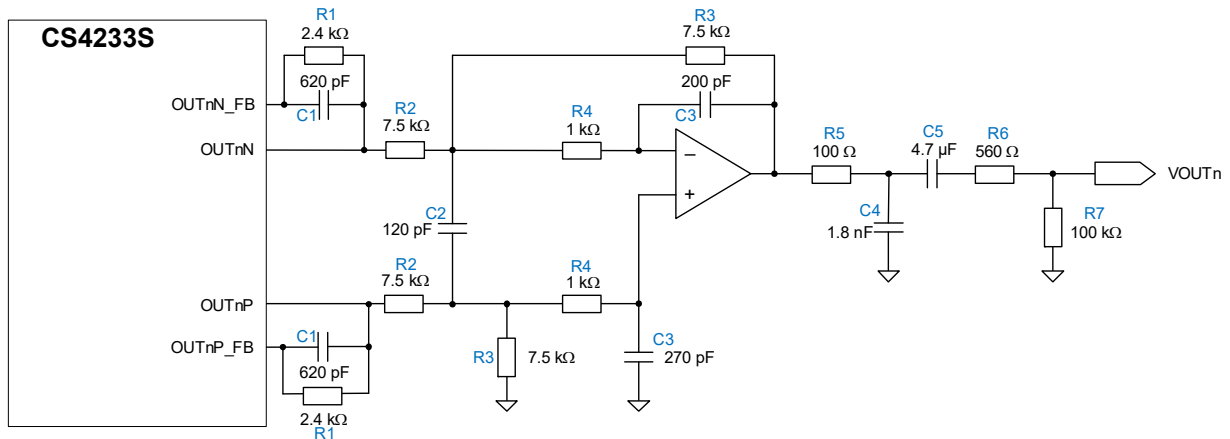 CS4233S
R1
2.4 kΩ
620 pF
C1
OUTnN_FB
OUTnN
R2
7.5 kΩ
R3
7.5 kΩ
200 pF
C3
R4
1 kΩ
−
+
R5
100 Ω
C5
4.7 µF
R6
560 Ω
VOUTn
C4
1.8 nF
R7
100 kΩ
C2
120 pF
R2
7.5 kΩ
R4
1 kΩ
OUTnP
OUTnP_FB
C1
620 pF
2.4 kΩ
R1
R3
7.5 kΩ
C3
270 pF